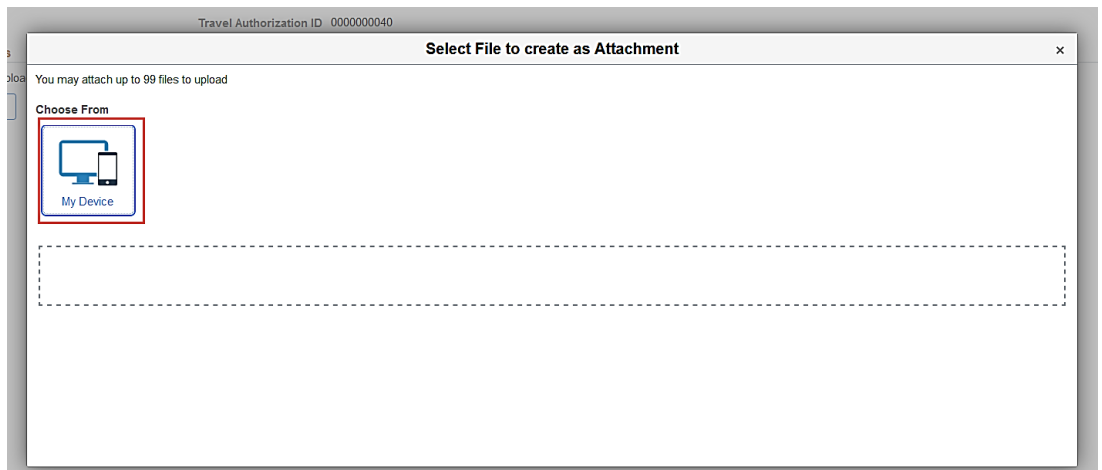 Travel Authorization ID 0000000040
Select File to create as Attachment ×
s
ploa
You may attach up to 99 files to upload
Choose From
My Device